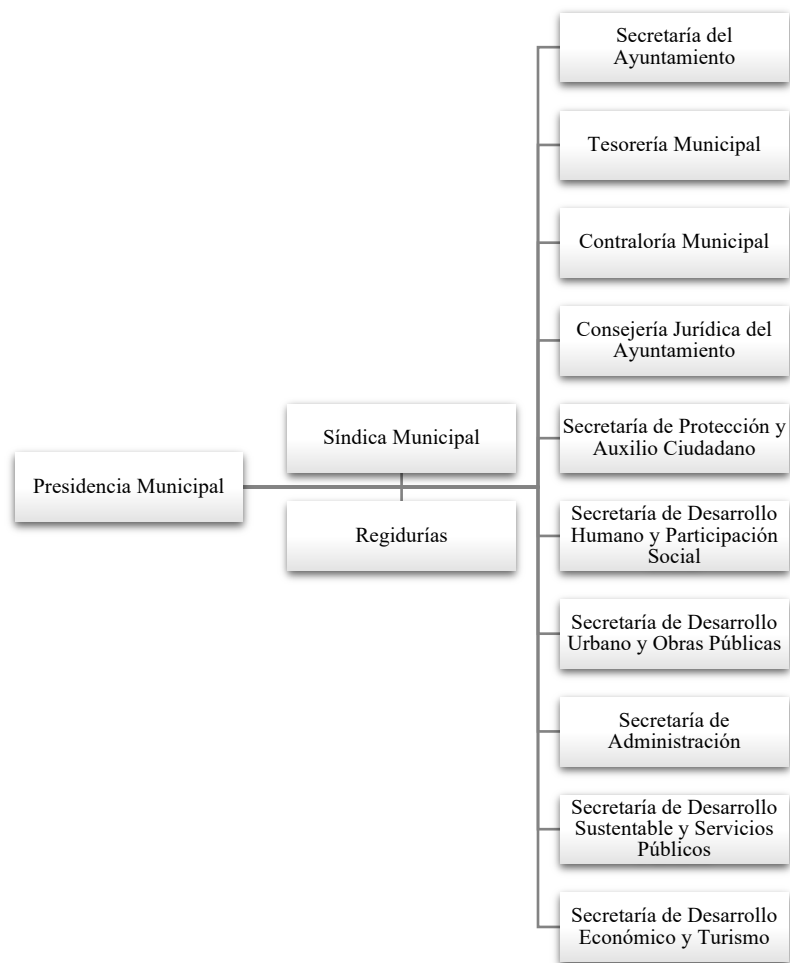 Presidencia Municipal
Síndica Municipal
Regidurías
Secretaría del
Ayuntamiento
Tesorería Municipal
Contraloría Municipal
Consejería Jurídica del
Ayuntamiento
Secretaría de Protección y
Auxilio Ciudadano
Secretaría de Desarrollo
Humano y Participación
Social
Secretaría de Desarrollo
Urbano y Obras Públicas
Secretaría de
Administración
Secretaría de Desarrollo
Sustentable y Servicios
Públicos
Secretaría de Desarrollo
Económico y Turismo